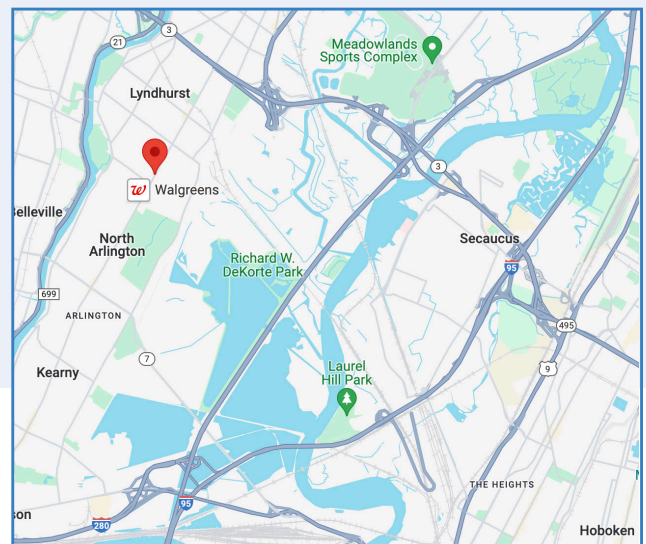 3
21
Meadowlands
Sports Complex
Lyndhurst
W
Walgreens
3
Belleville
North
Arlington
Secaucus
Richard W.
DeKorte Park
95
699
ARLINGTON
495
7
9
Kearny
Laurel
Hill Park
THE HEIGHTS
95
son
280
Hoboken